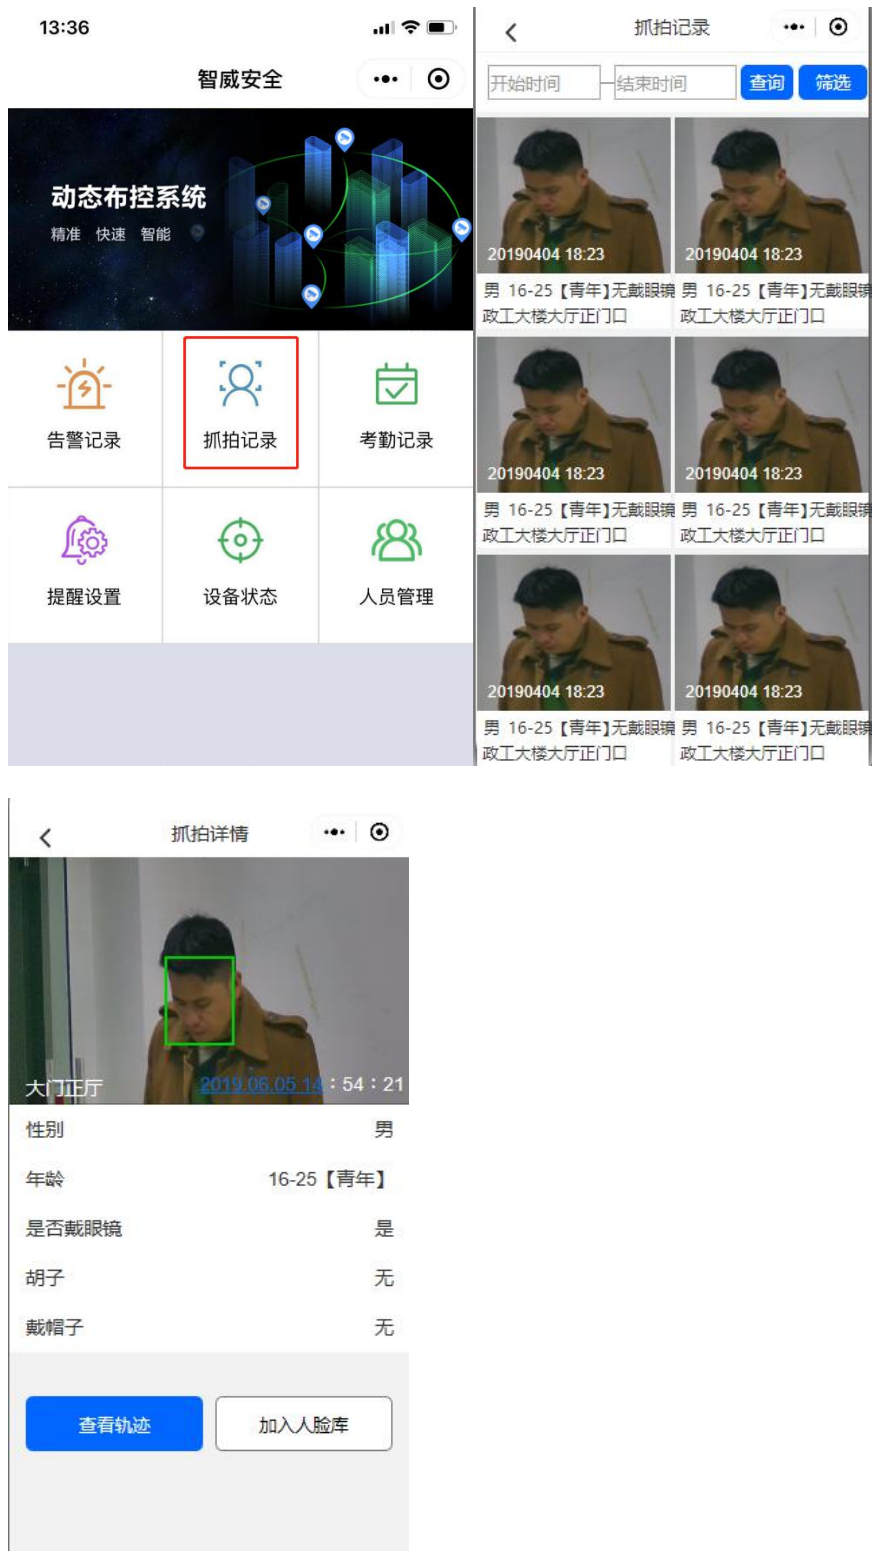 13:36
智威安全
动态布控系统
精准 快速 智能
告警记录
抓拍记录
考勤记录
提醒设置
设备状态
人员管理
抓拍记录
开始时间
结束时间
查询
筛选
20190404 18:23
20190404 18:23
男 16-25【青年】无戴眼镜
男 16-25【青年】无戴眼镜
政工大楼大厅正门口
政工大楼大厅正门口
20190404 18:23
20190404 18:23
男 16-25【青年】无戴眼镜
男 16-25【青年】无戴眼镜
政工大楼大厅正门口
政工大楼大厅正门口
20190404 18:23
20190404 18:23
男 16-25【青年】无戴眼镜
男 16-25【青年】无戴眼镜
政工大楼大厅正门口
政工大楼大厅正门口
抓拍详情
大门正厅
2019.06.05 14：54：21
性别 男
年龄 16-25【青年】
是否戴眼镜 是
胡子 无
戴帽子 无
查看轨迹
加入人脸库